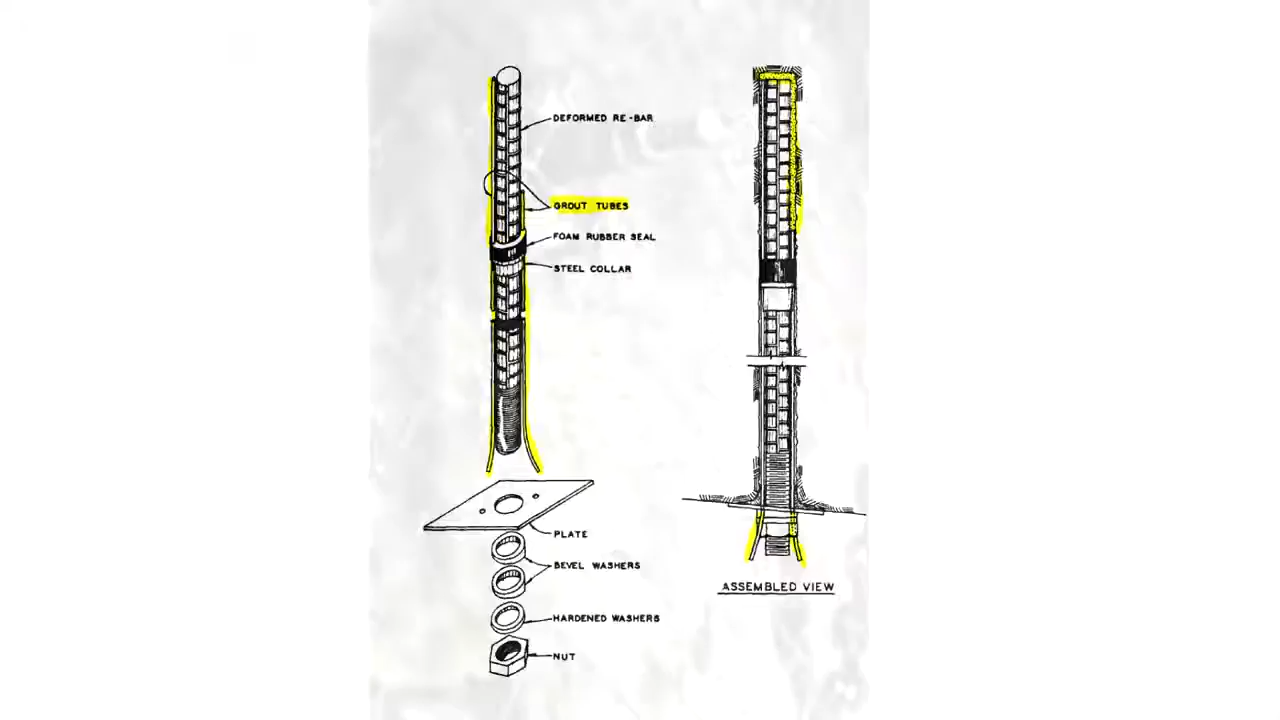 DEFORMED RE-BAR
GROUT TUBES
FOAM RUBBER SEAL
STEEL COLLAR
PLATE
BEVEL WASHERS
HARDENED WASHERS
NUT
ASSEMBLED VIEW